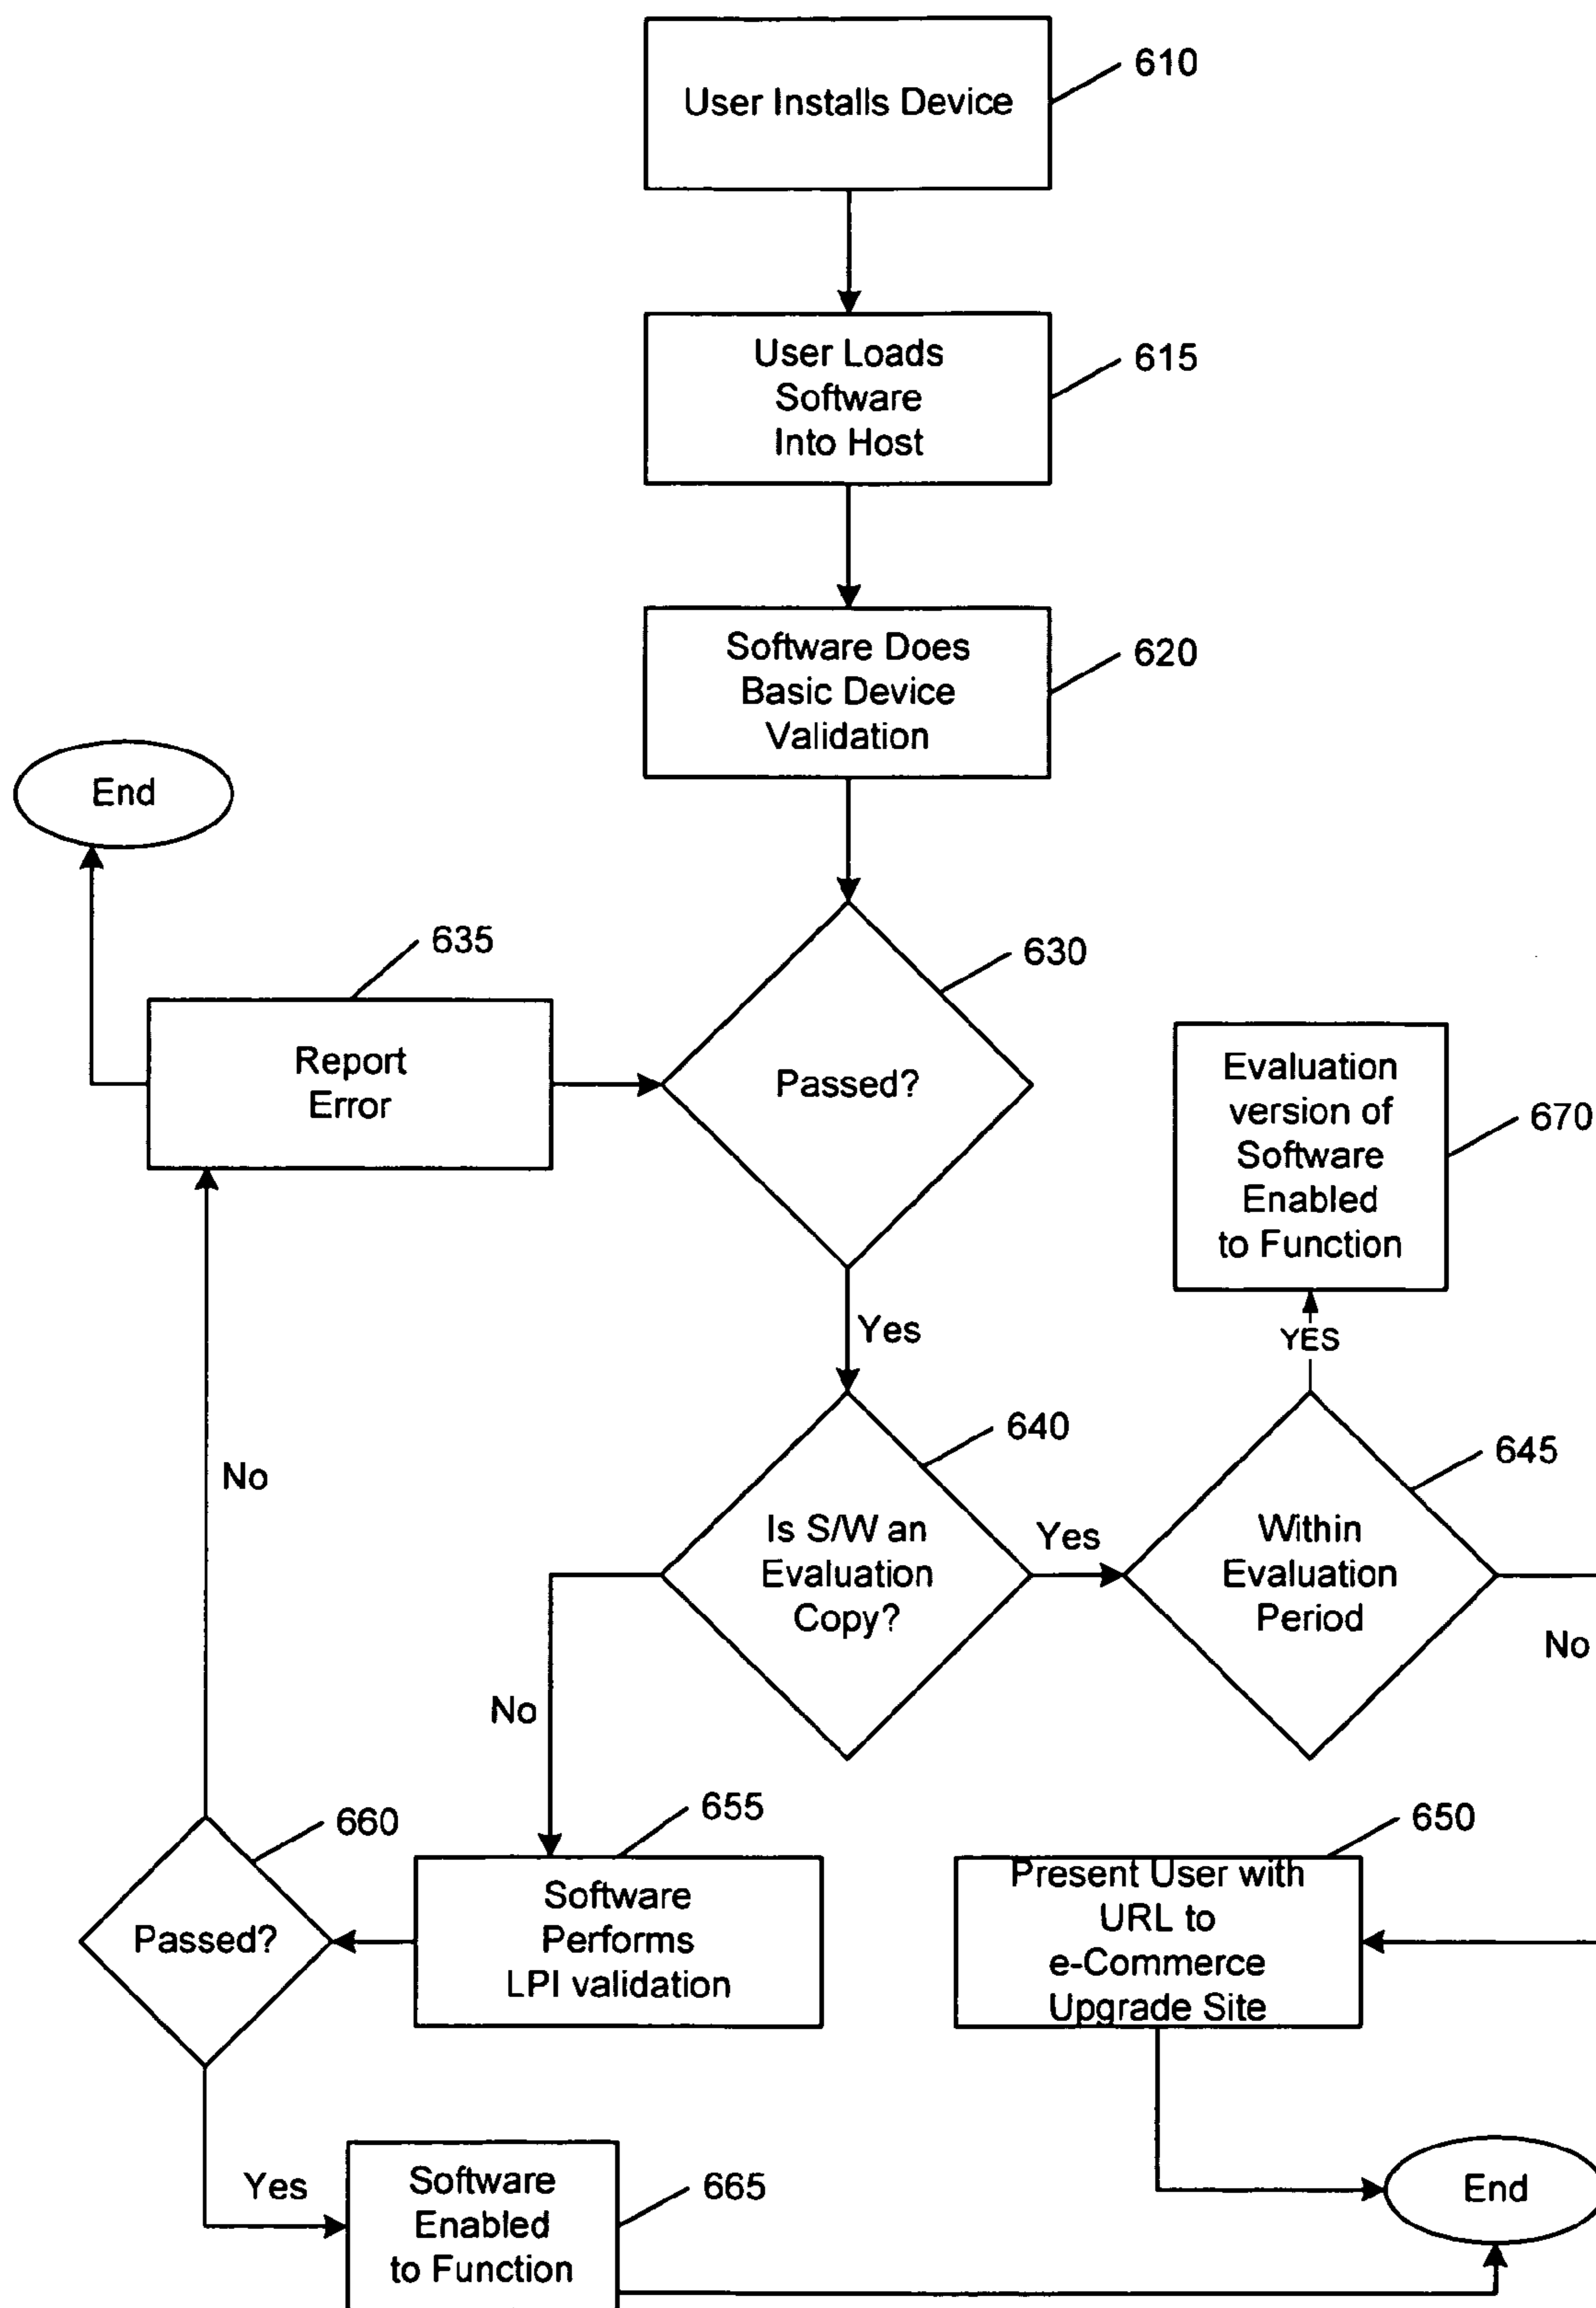 User Installs Device
610
User Loads
Software
Into Host
615
Software Does
Basic Device
Validation
620
End
635
Report
Error
630
Passed?
Evaluation
version of
Software
Enabled
to Function
670
Yes
YES
640
Is S/W an
Evaluation
Copy?
Yes
645
Within
Evaluation
Period
No
No
No
660
Passed?
655
Software
Performs
LPI validation
650
Present User with
URL to
e-Commerce
Upgrade Site
Yes
Software
Enabled
to Function
665
End